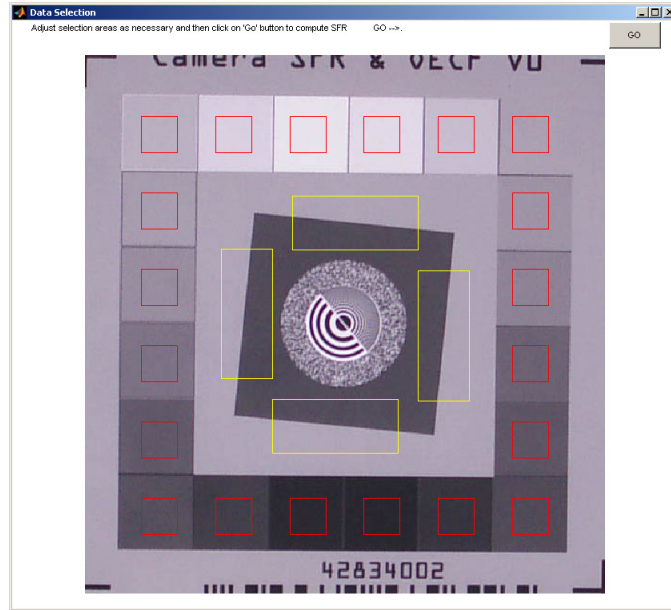 Data Selection
Adjust selection areas as necessary and then click on 'Go' button to compute SFR GO -->.
GO
Camera SFR & OECF V0
42834002